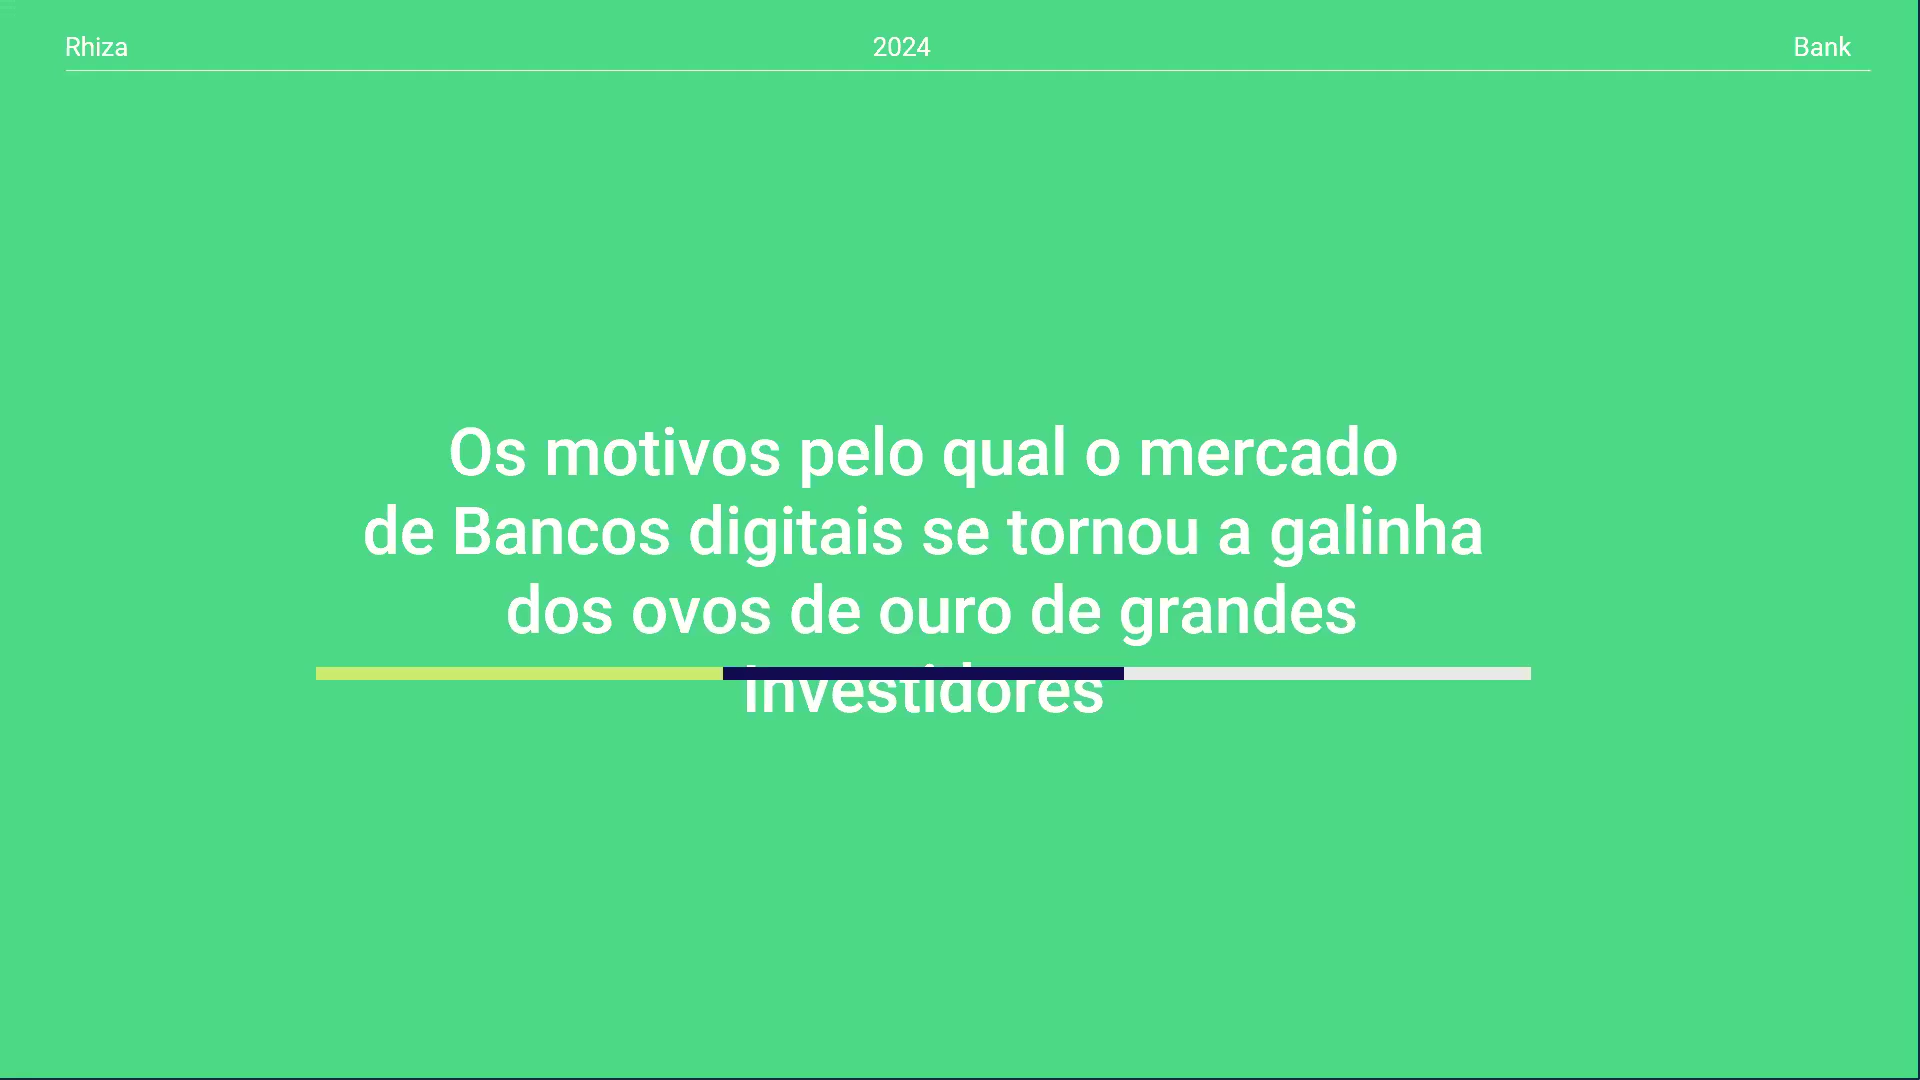 Rhiza 2024 Bank
Os motivos pelo qual o mercado
de Bancos digitais se tornou a galinha
dos ovos de ouro de grandes
Investidores